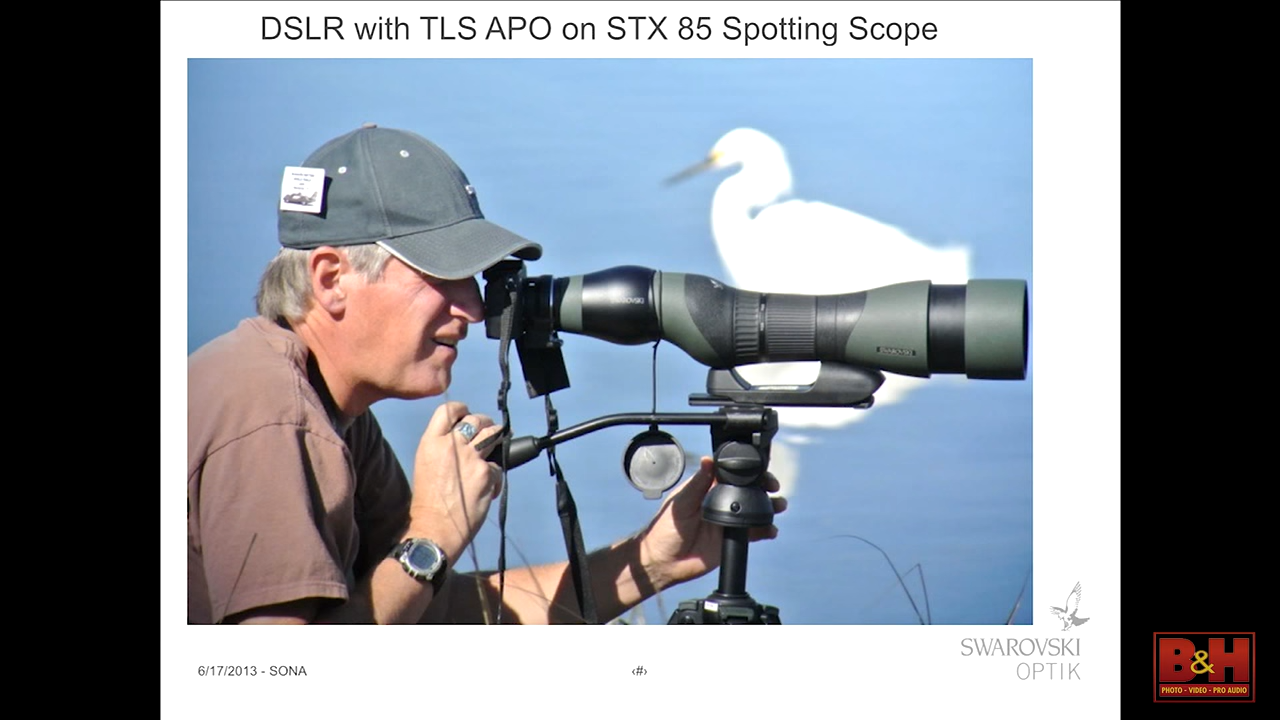 DSLR with TLS APO on STX 85 Spotting Scope
SWAROVSKI
SWAROVSKI
6/17/2013 - SONA
‹#›
SWAROVSKI
OPTIK
B&H
PHOTO - VIDEO - PRO AUDIO